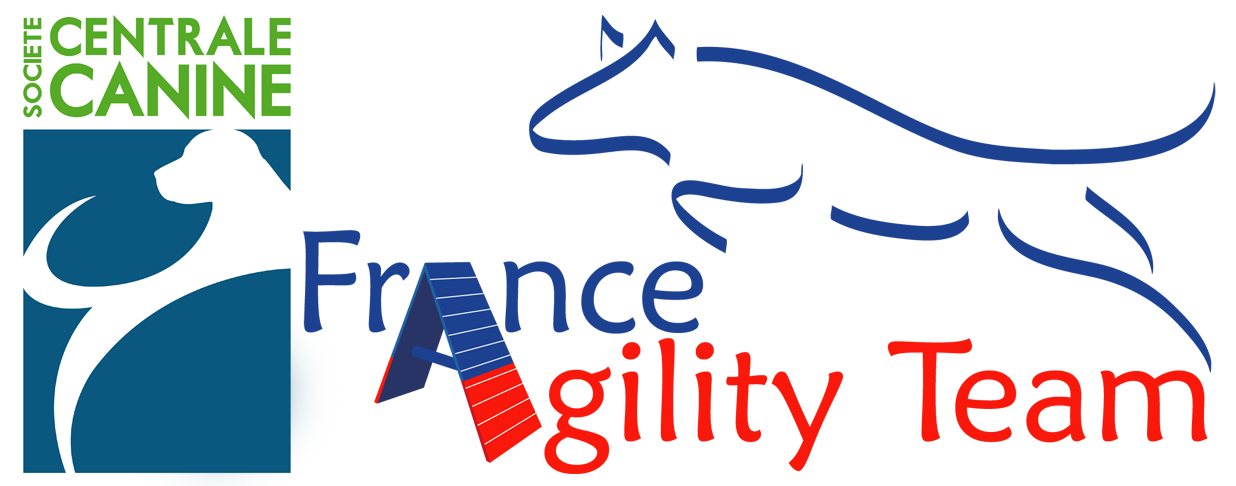 SOCIETE
CENTRALE
CANINE
France
Agility Team